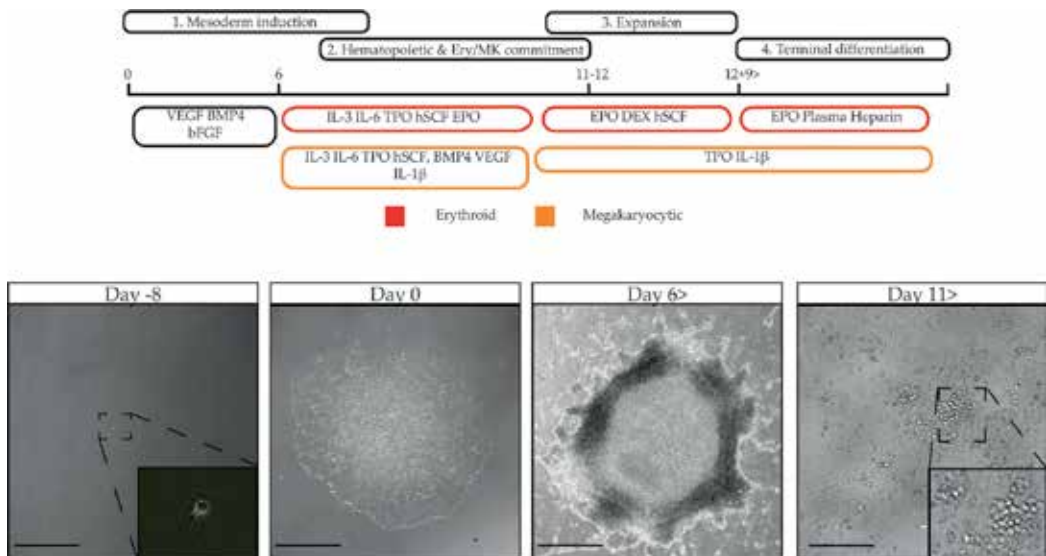 1. Mesoderm induction
3. Expansion
2. Hematopoietic & Ery/MK commitment
4. Terminal differentiation
0
6
11-12
12+9>
VEGF BMP4
bFGF
IL-3 IL-6 TPO hSCF EPO
EPO DEX hSCF
EPO Plasma Heparin
IL-3 IL-6 TPO hSCF, BMP4 VEGF
IL-1β
TPO IL-1β
Erythroid
Megakaryocytic
Day -8
Day 0
Day 6>
Day 11>